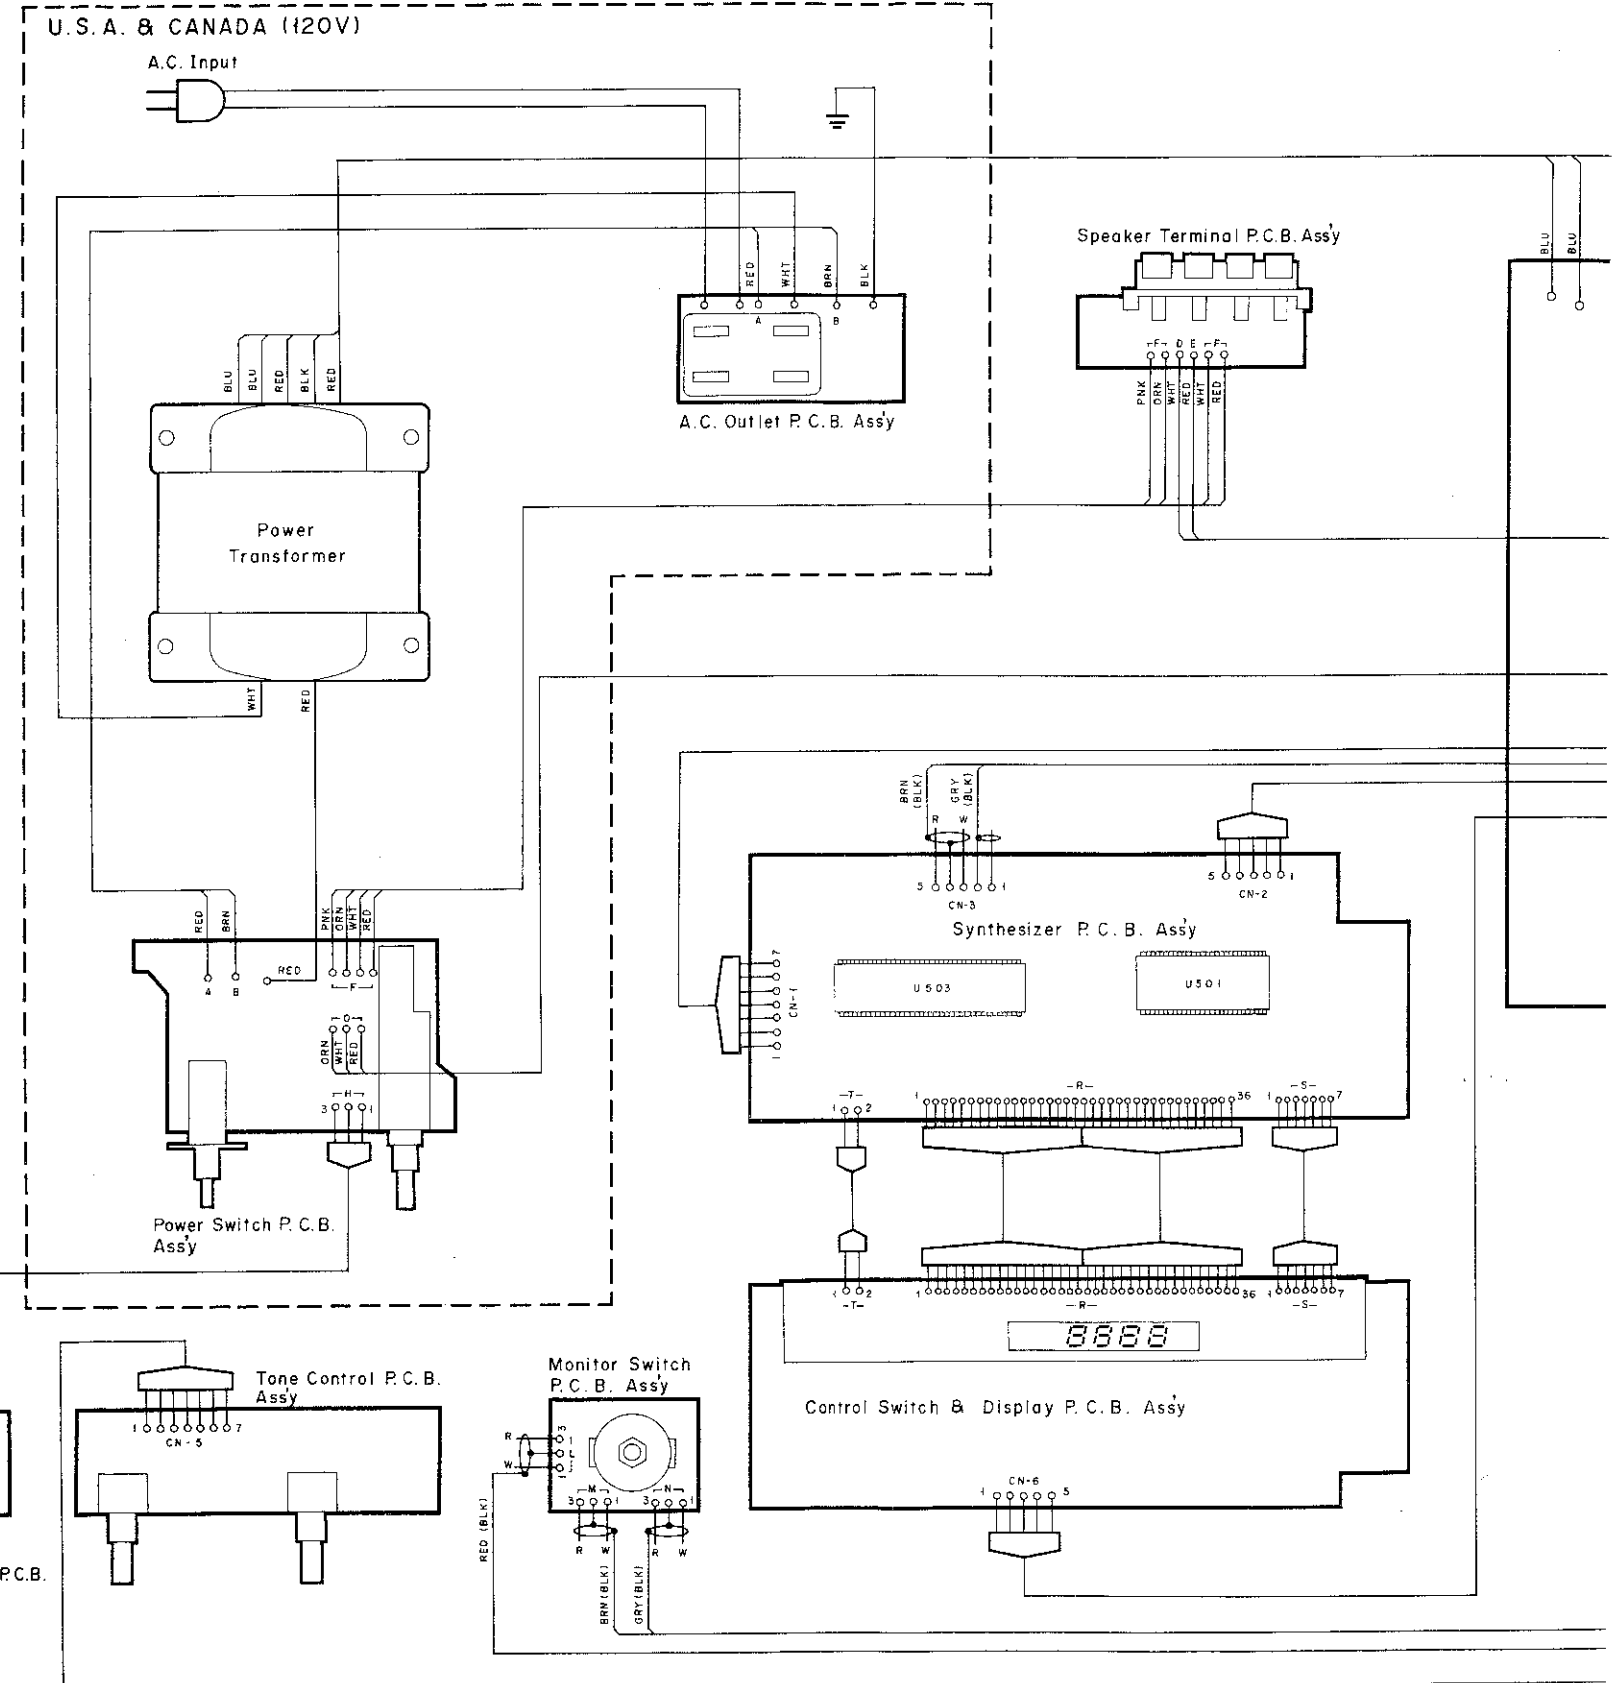 U.S.A. & CANADA (120V)
A.C. Input
BLU
BLU
Speaker Terminal P.C.B. Ass'y
RED
WHT
BRN
BLK
A
B
A.C. Outlet P.C.B. Ass'y
F D E F
PNK
ORN
WHT
RED
WHT
RED
BLU
BLU
RED
BLK
RED
Power
Transformer
WHT
RED
BRN
(BLK)
GRY
(BLK)
R W
5 1
CN-3
5 1
CN-2
Synthesizer P.C.B. Ass'y
U503
U501
7
CN-1
1
RED
BRN
PNK
ORN
WHT
RED
A B
RED
F
O
ORN
WHT
RED
H
3 1
Power Switch P.C.B.
Ass'y
-T-
1 2
-R-
1 36
-S-
1 7
1 2
-T-
1 36
-R-
1 7
-S-
8888
Control Switch & Display P.C.B. Ass'y
CN-6
1 5
Tone Control P.C.B.
Ass'y
1 7
CN-5
P.C.B.
Monitor Switch
P.C.B. Ass'y
R
W
3
L
1
M
3 1
N
3 1
R W
R W
RED (BLK)
BRN (BLK)
GRY (BLK)